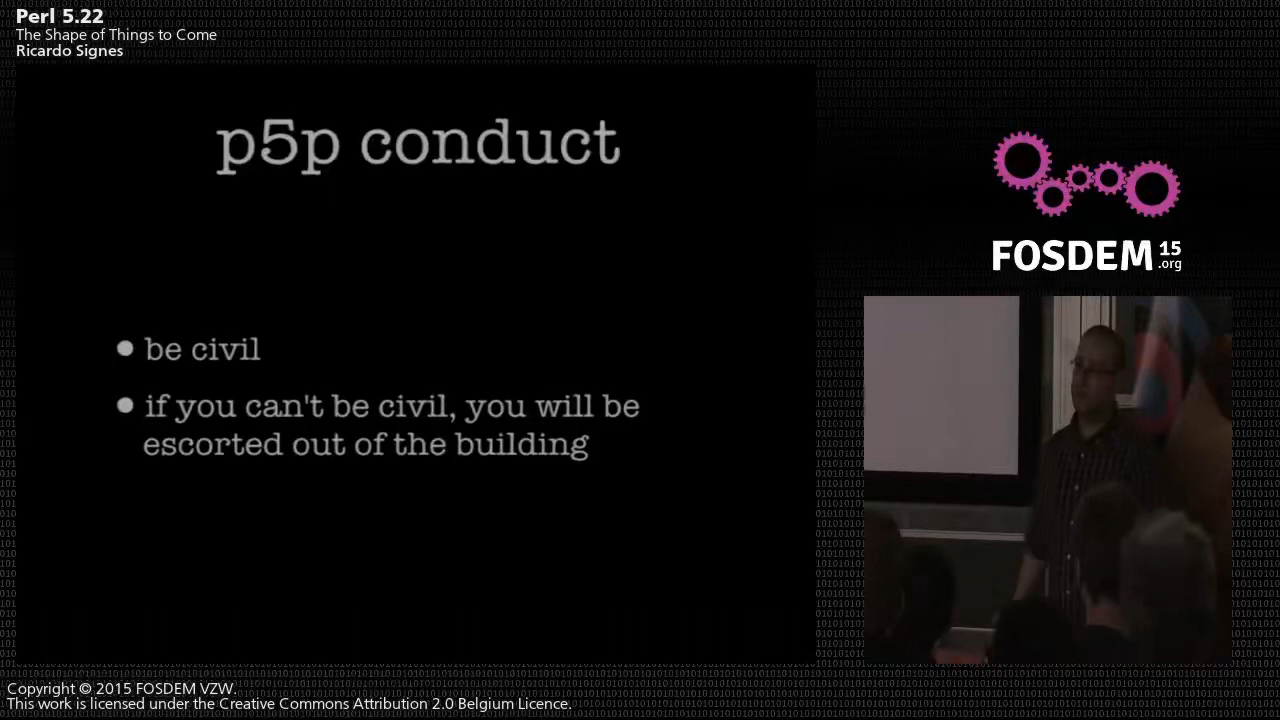 Perl 5.22
The Shape of Things to Come
Ricardo Signes
p5p conduct
● be civil
● if you can't be civil, you will be
escorted out of the building
FOSDEM 15
.org
Copyright © 2015 FOSDEM VZW.
This work is licensed under the Creative Commons Attribution 2.0 Belgium Licence.